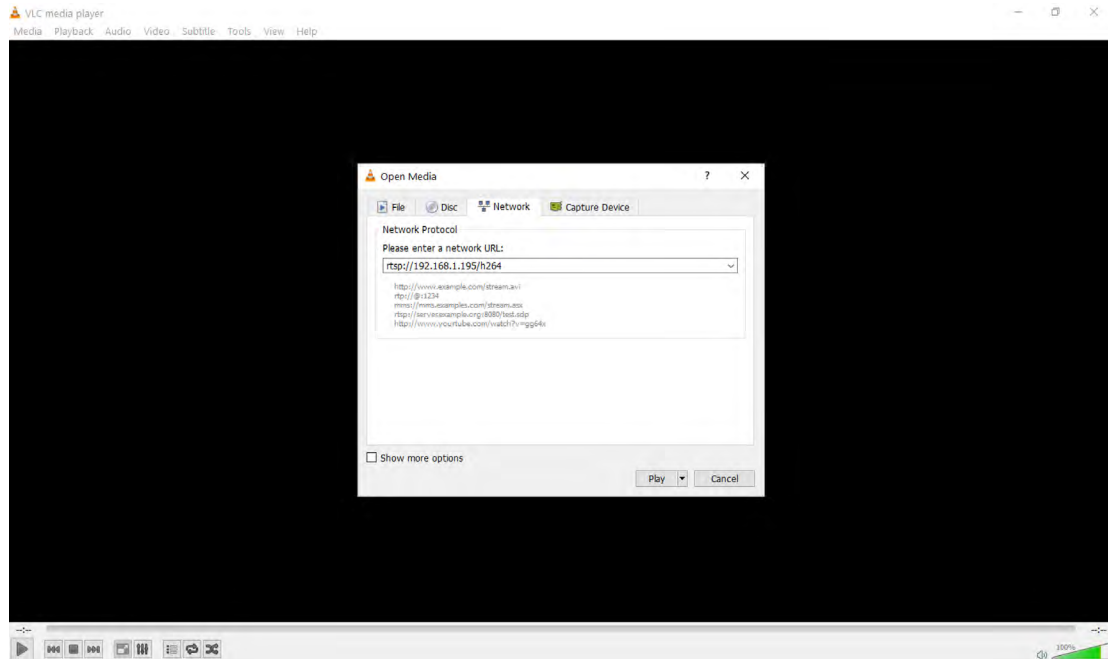 VLC media player
Media Playback Audio Video Subtitle Tools View Help
Open Media
?
File Disc Network Capture Device
Network Protocol
Please enter a network URL:
rtsp://192.168.1.195/h264
http://www.example.com/stream.avi
rtp://@:1234
mms://mms.examples.com/stream.asx
rtsp://server.example.org:8080/test.sdp
http://www.yourtube.com/watch?v=gg64x
Show more options
Play Cancel
--:-- --:--
100%